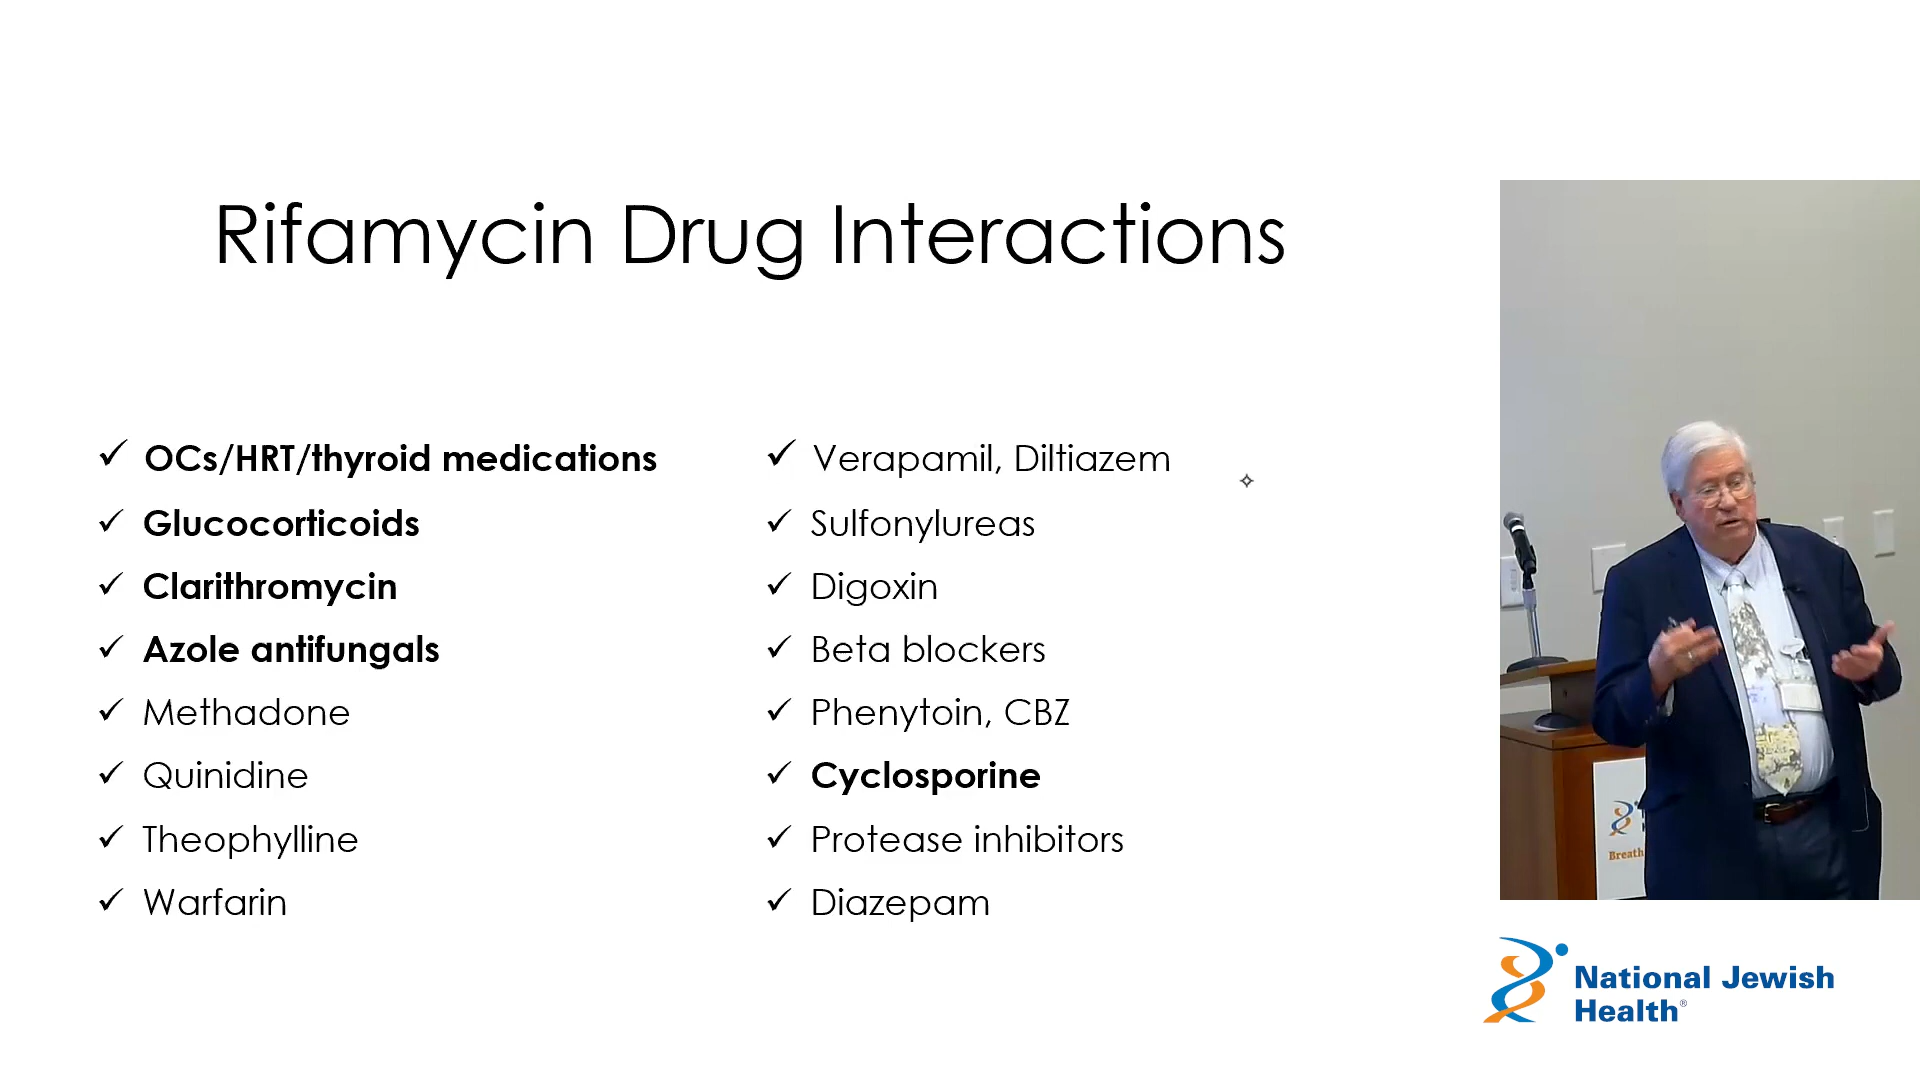 Rifamycin Drug Interactions
✓ OCs/HRT/thyroid medications
✓ Glucocorticoids
✓ Clarithromycin
✓ Azole antifungals
✓ Methadone
✓ Quinidine
✓ Theophylline
✓ Warfarin
✓ Verapamil, Diltiazem
✓ Sulfonylureas
✓ Digoxin
✓ Beta blockers
✓ Phenytoin, CBZ
✓ Cyclosporine
✓ Protease inhibitors
✓ Diazepam
Breath
National Jewish
Health®